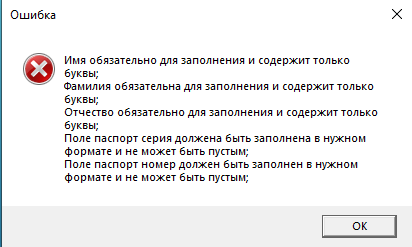 Ошибка
Имя обязательно для заполнения и содержит только
буквы;
Фамилия обязательна для заполнения и содержит только
буквы;
Отчество обязательно для заполнения и содержит только
буквы;
Поле паспорт серия должена быть заполнена в нужном
формате и не может быть пустым;
Поле паспорт номер должен быть заполнен в нужном
формате и не может быть пустым;
ОК